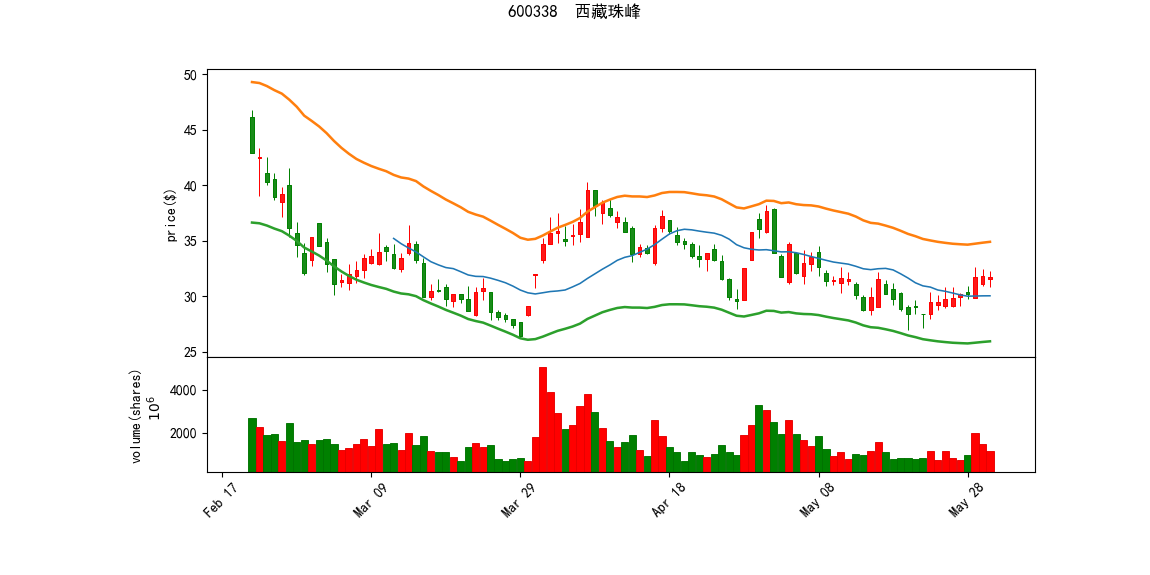 600338 西藏珠峰
50
45
40
35
30
25
price($)
4000
2000
volume(shares)
10^6
Feb 17
Mar 09
Mar 29
Apr 18
May 08
May 28